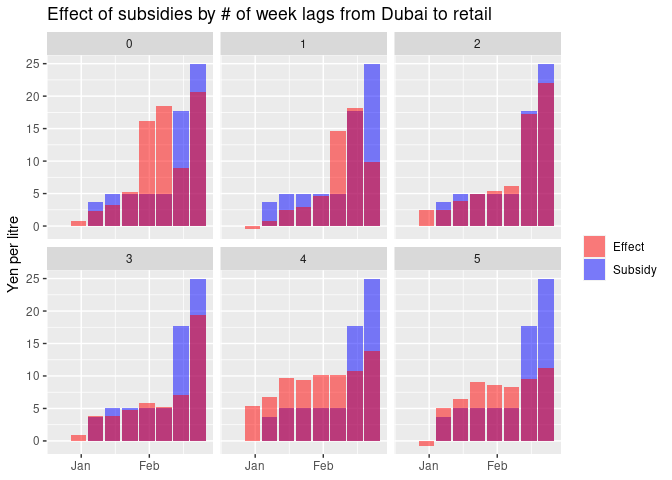 Effect of subsidies by # of week lags from Dubai to retail
0 1 2
25
20
15
10
5
0
Yen per litre
3 4 5
25
20
15
10
5
0
Jan Feb Jan Feb Jan Feb
Effect
Subsidy